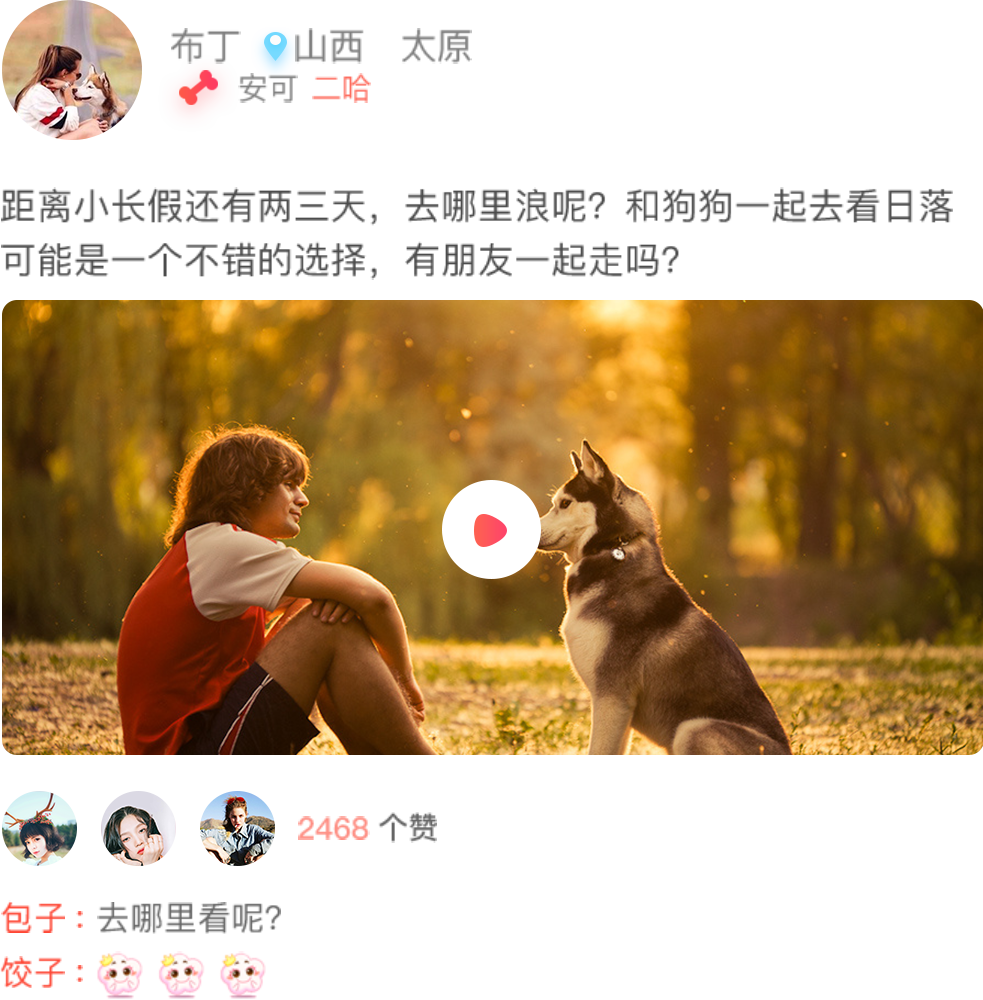 布丁 山西 太原
安可 二哈
距离小长假还有两三天，去哪里浪呢？和狗狗一起去看日落
可能是一个不错的选择，有朋友一起走吗？
2468 个赞
包子：去哪里看呢？
饺子：